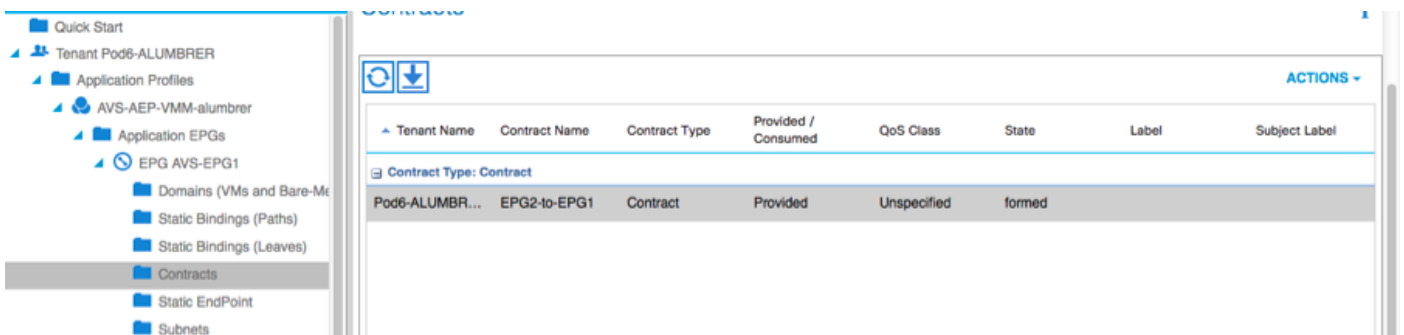 Contracts
Quick Start
Tenant Pod6-ALUMBRER
Application Profiles
AVS-AEP-VMM-alumbrer
Application EPGs
EPG AVS-EPG1
Domains (VMs and Bare-Me
Static Bindings (Paths)
Static Bindings (Leaves)
Contracts
Static EndPoint
Subnets
ACTIONS
Tenant Name Contract Name Contract Type Provided / Consumed QoS Class State Label Subject Label
Contract Type: Contract
Pod6-ALUMBR... EPG2-to-EPG1 Contract Provided Unspecified formed